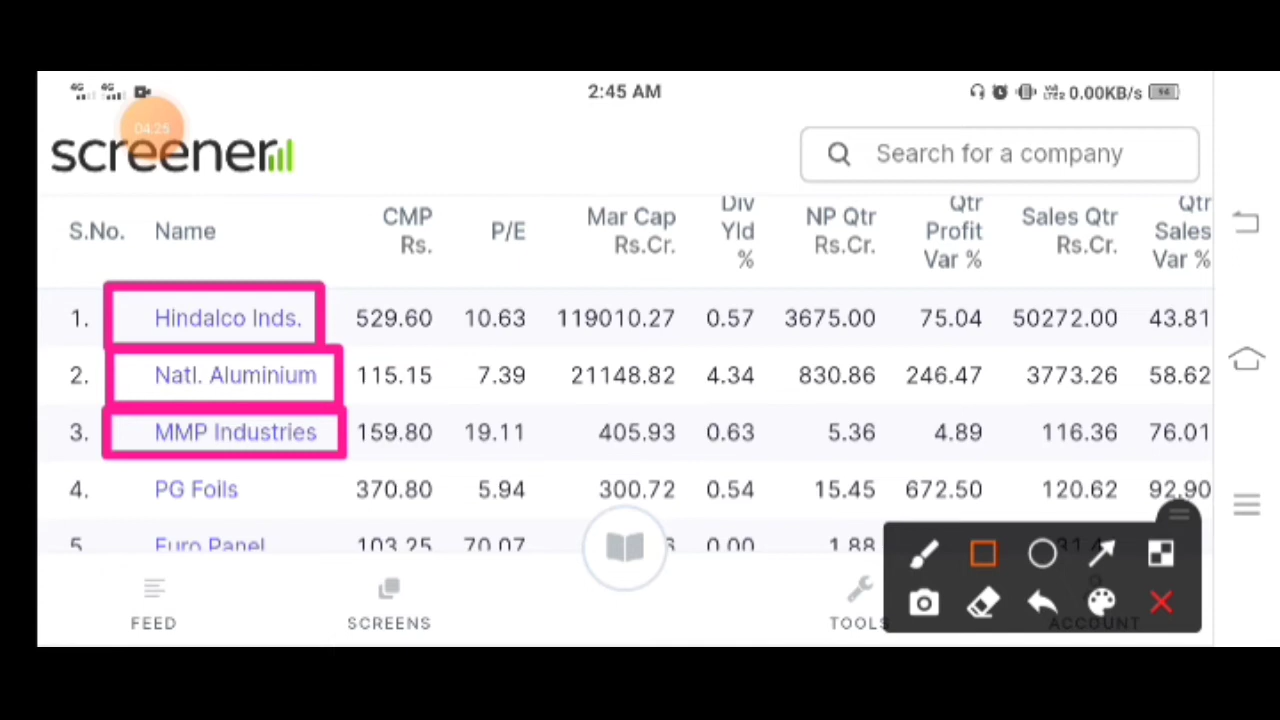 4G 4G 2:45 AM 0.00KB/s 94
04:25
screener Search for a company
S.No. Name CMP Rs. P/E Mar Cap Rs.Cr. Div Yld % NP Qtr Rs.Cr. Qtr Profit Var % Sales Qtr Rs.Cr. Qtr Sales Var %
1. Hindalco Inds. 529.60 10.63 119010.27 0.57 3675.00 75.04 50272.00 43.81
2. Natl. Aluminium 115.15 7.39 21148.82 4.34 830.86 246.47 3773.26 58.62
3. MMP Industries 159.80 19.11 405.93 0.63 5.36 4.89 116.36 76.01
4. PG Foils 370.80 5.94 300.72 0.54 15.45 672.50 120.62 92.90
5. Euro Panel 103.25 70.07 0.00 1.88
FEED SCREENS TOOLS ACCOUNT